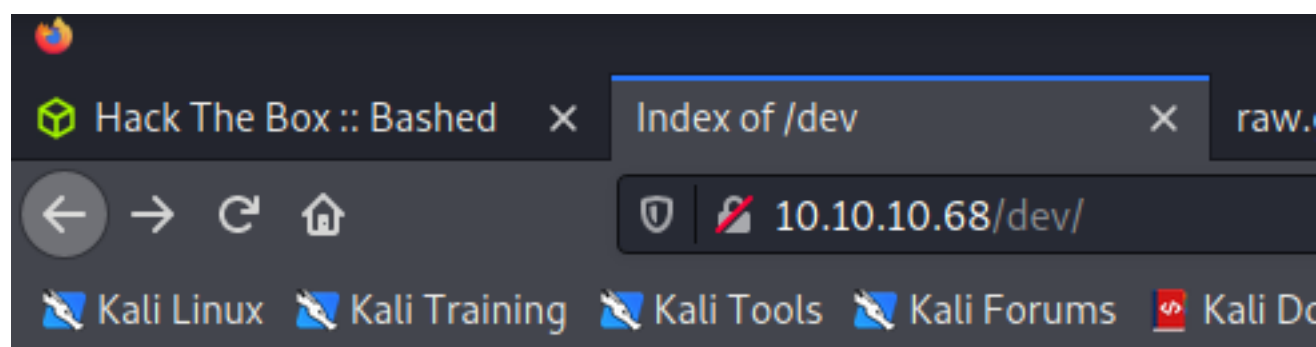 Hack The Box :: Bashed Index of /dev
10.10.10.68/dev/
Kali Linux Kali Training Kali Tools Kali Forums Kali